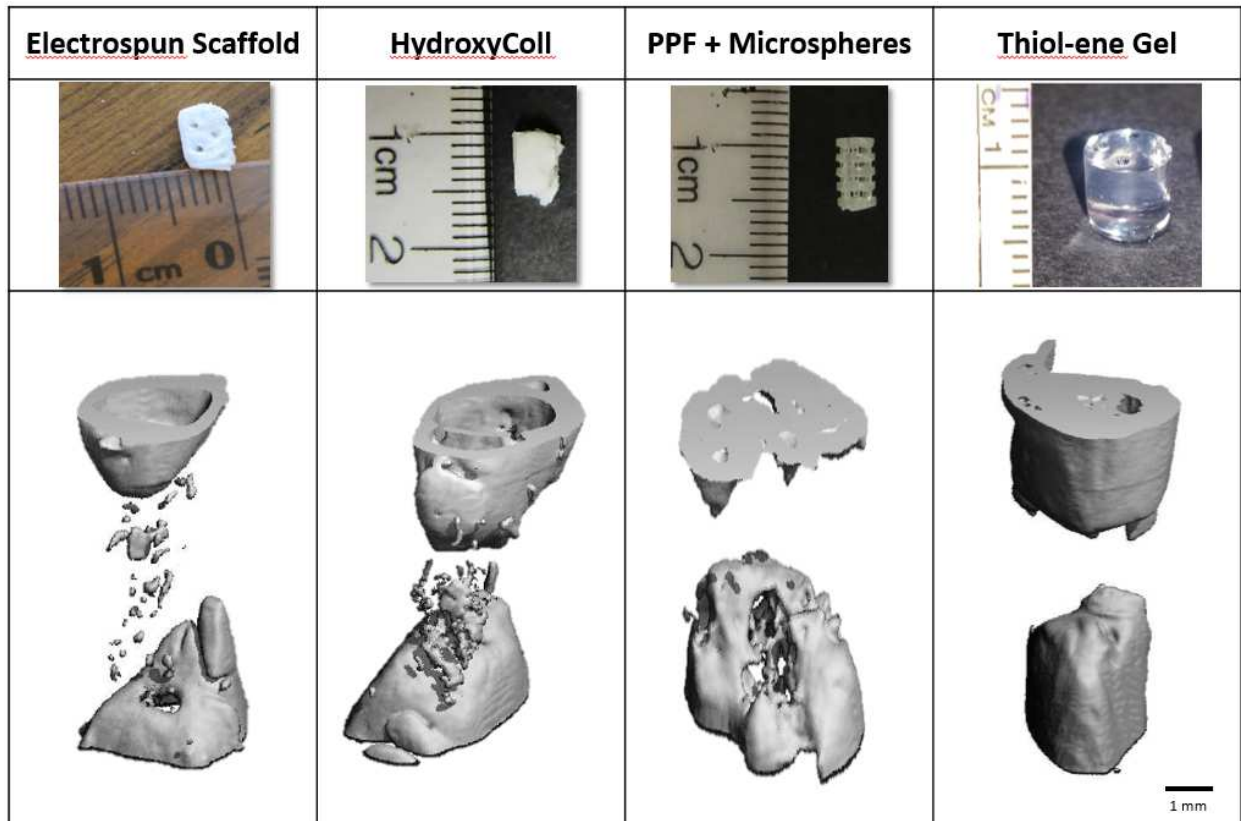 Electrospun Scaffold
HydroxyColl
PPF + Microspheres
Thiol-ene Gel
1 cm 0
1cm
2
1cm
2
CM 1
1 mm